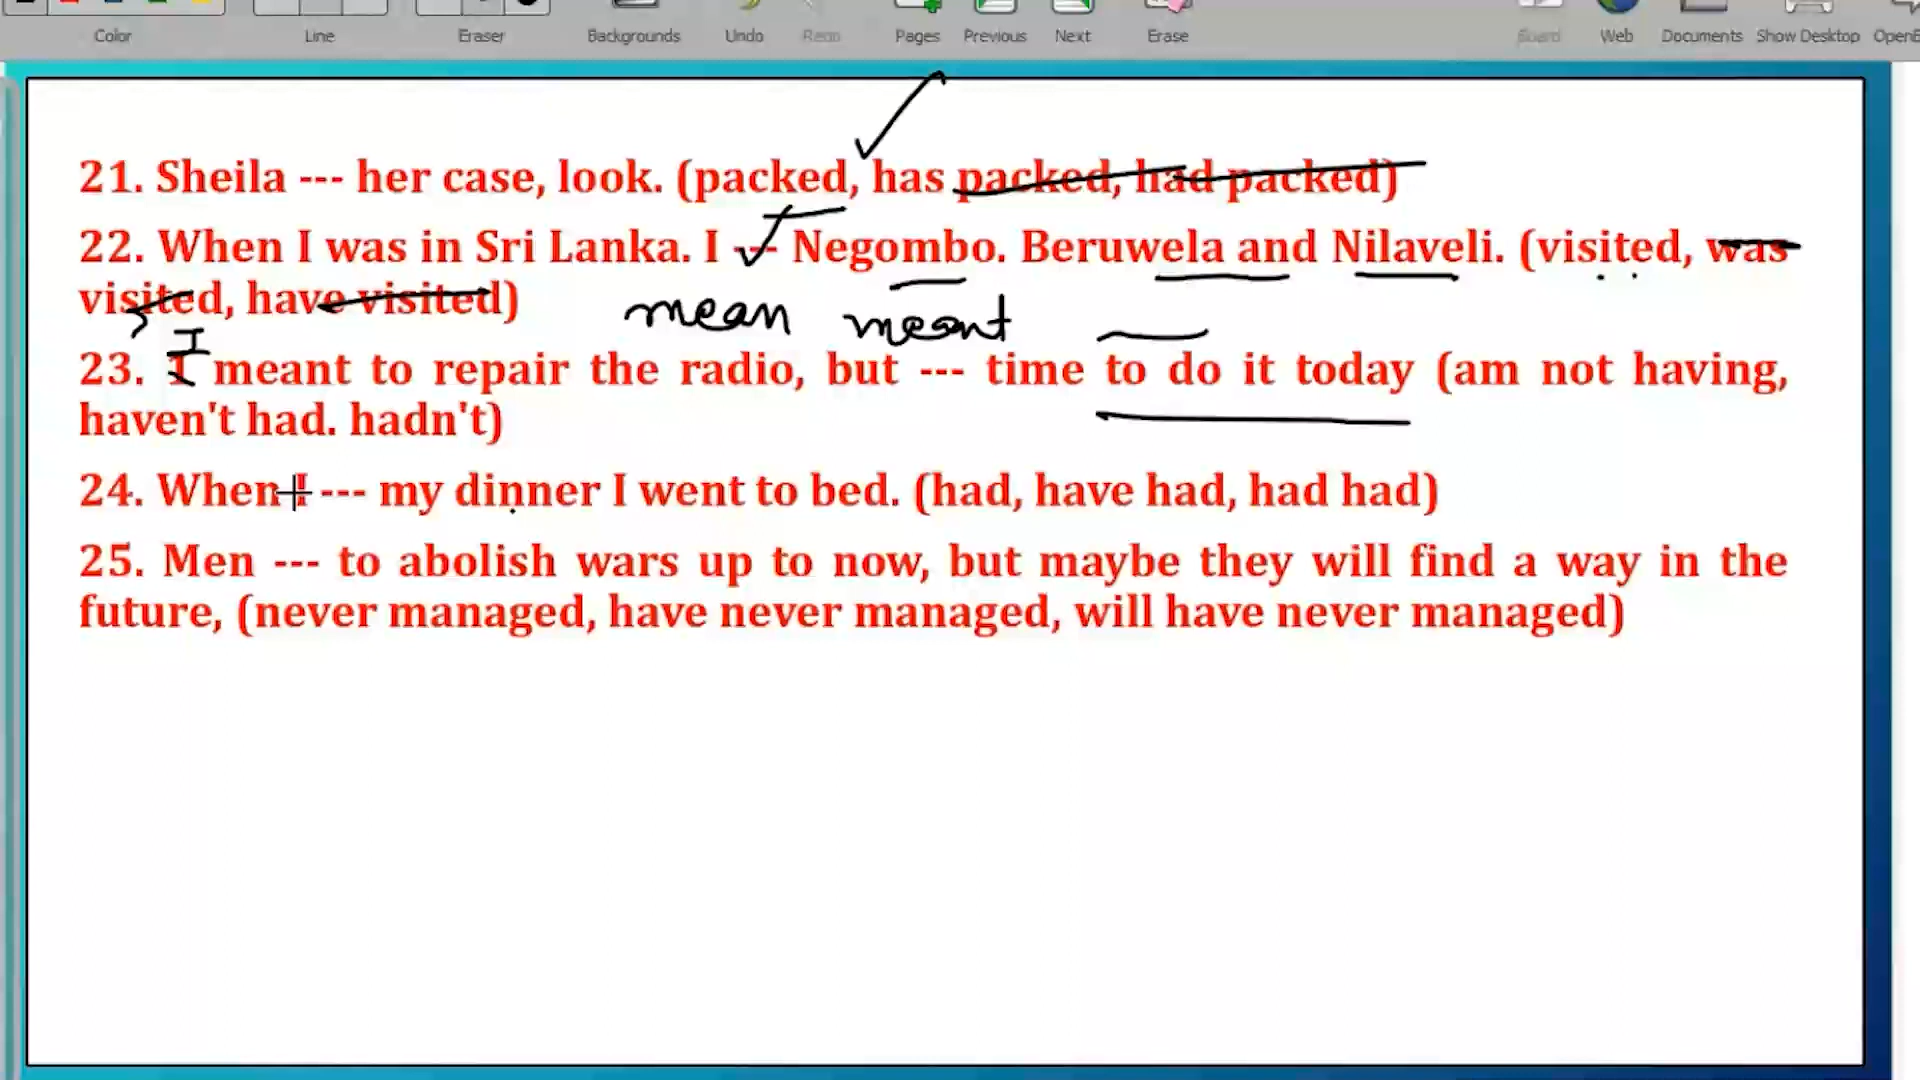 Color Line Eraser Backgrounds Undo Redo Pages Previous Next Erase Board Web Documents Show Desktop
21. Sheila --- her case, look. (packed, has packed, had packed)
22. When I was in Sri Lanka. I --- Negombo. Beruwela and Nilaveli. (visited, was
visited, have visited)
mean meant
I
23. I meant to repair the radio, but --- time to do it today (am not having,
haven't had. hadn't)
24. When I --- my dinner I went to bed. (had, have had, had had)
25. Men --- to abolish wars up to now, but maybe they will find a way in the
future, (never managed, have never managed, will have never managed)